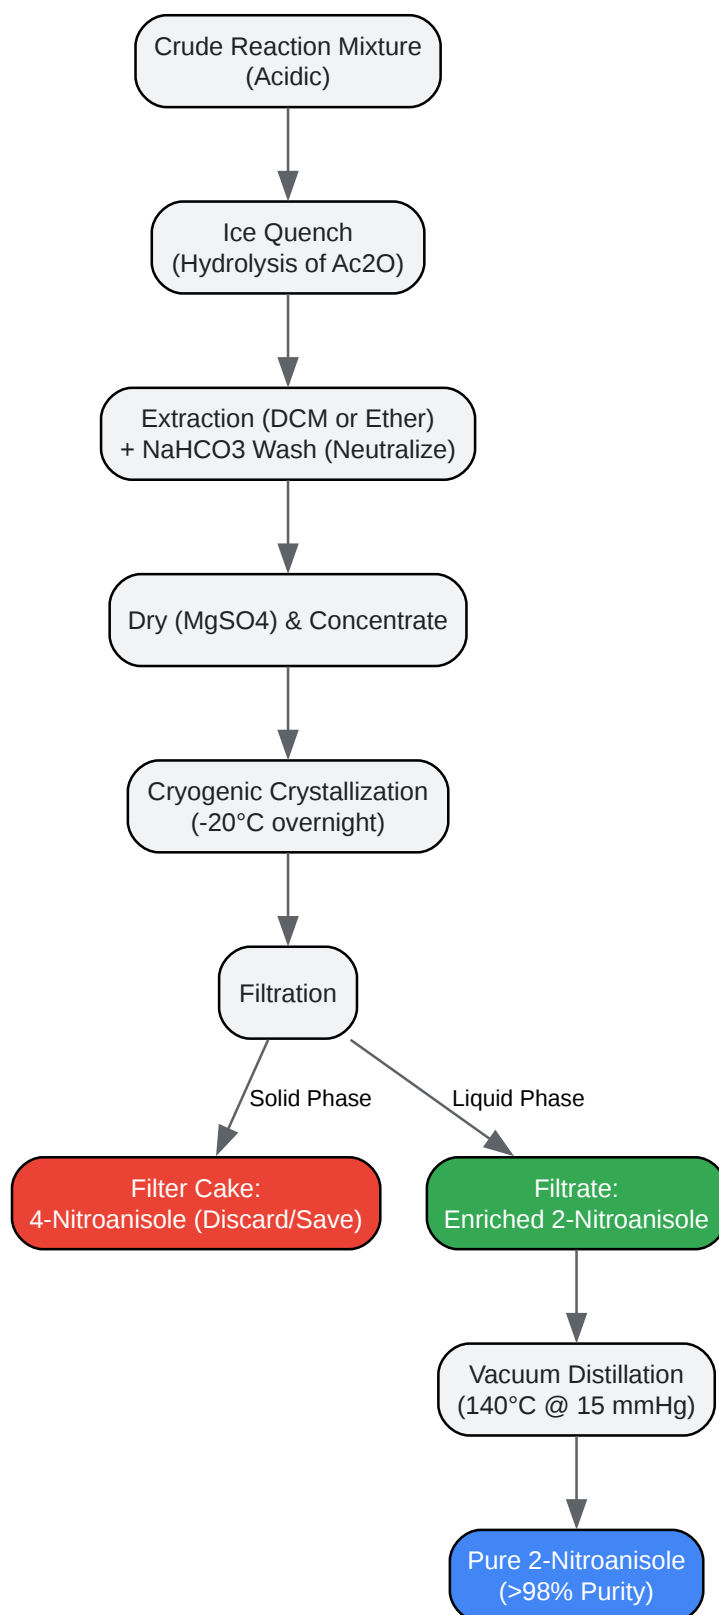 Crude Reaction Mixture
(Acidic)
Ice Quench
(Hydrolysis of Ac2O)
Extraction (DCM or Ether)
+ NaHCO3 Wash (Neutralize)
Dry (MgSO4) & Concentrate
Cryogenic Crystallization
(-20°C overnight)
Filtration
Solid Phase
Liquid Phase
Filter Cake:
4-Nitroanisole (Discard/Save)
Filtrate:
Enriched 2-Nitroanisole
Vacuum Distillation
(140°C @ 15 mmHg)
Pure 2-Nitroanisole
(>98% Purity)